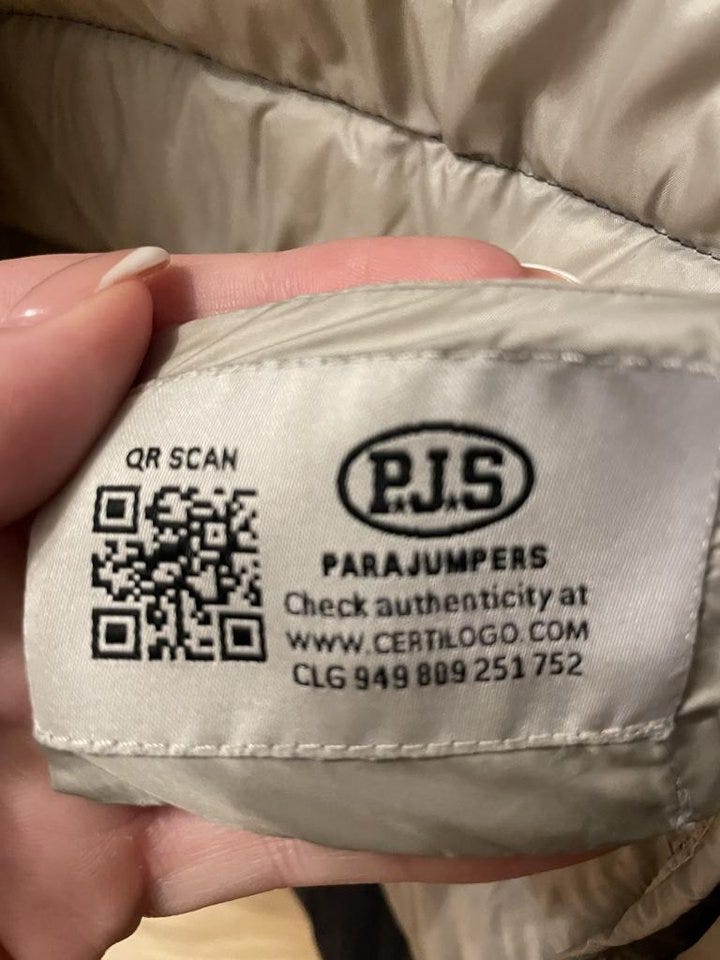 QR SCAN
P.J.S
PARAJUMPERS
Check authenticity at
WWW.CERTILOGO.COM
CLG 949 809 251 752